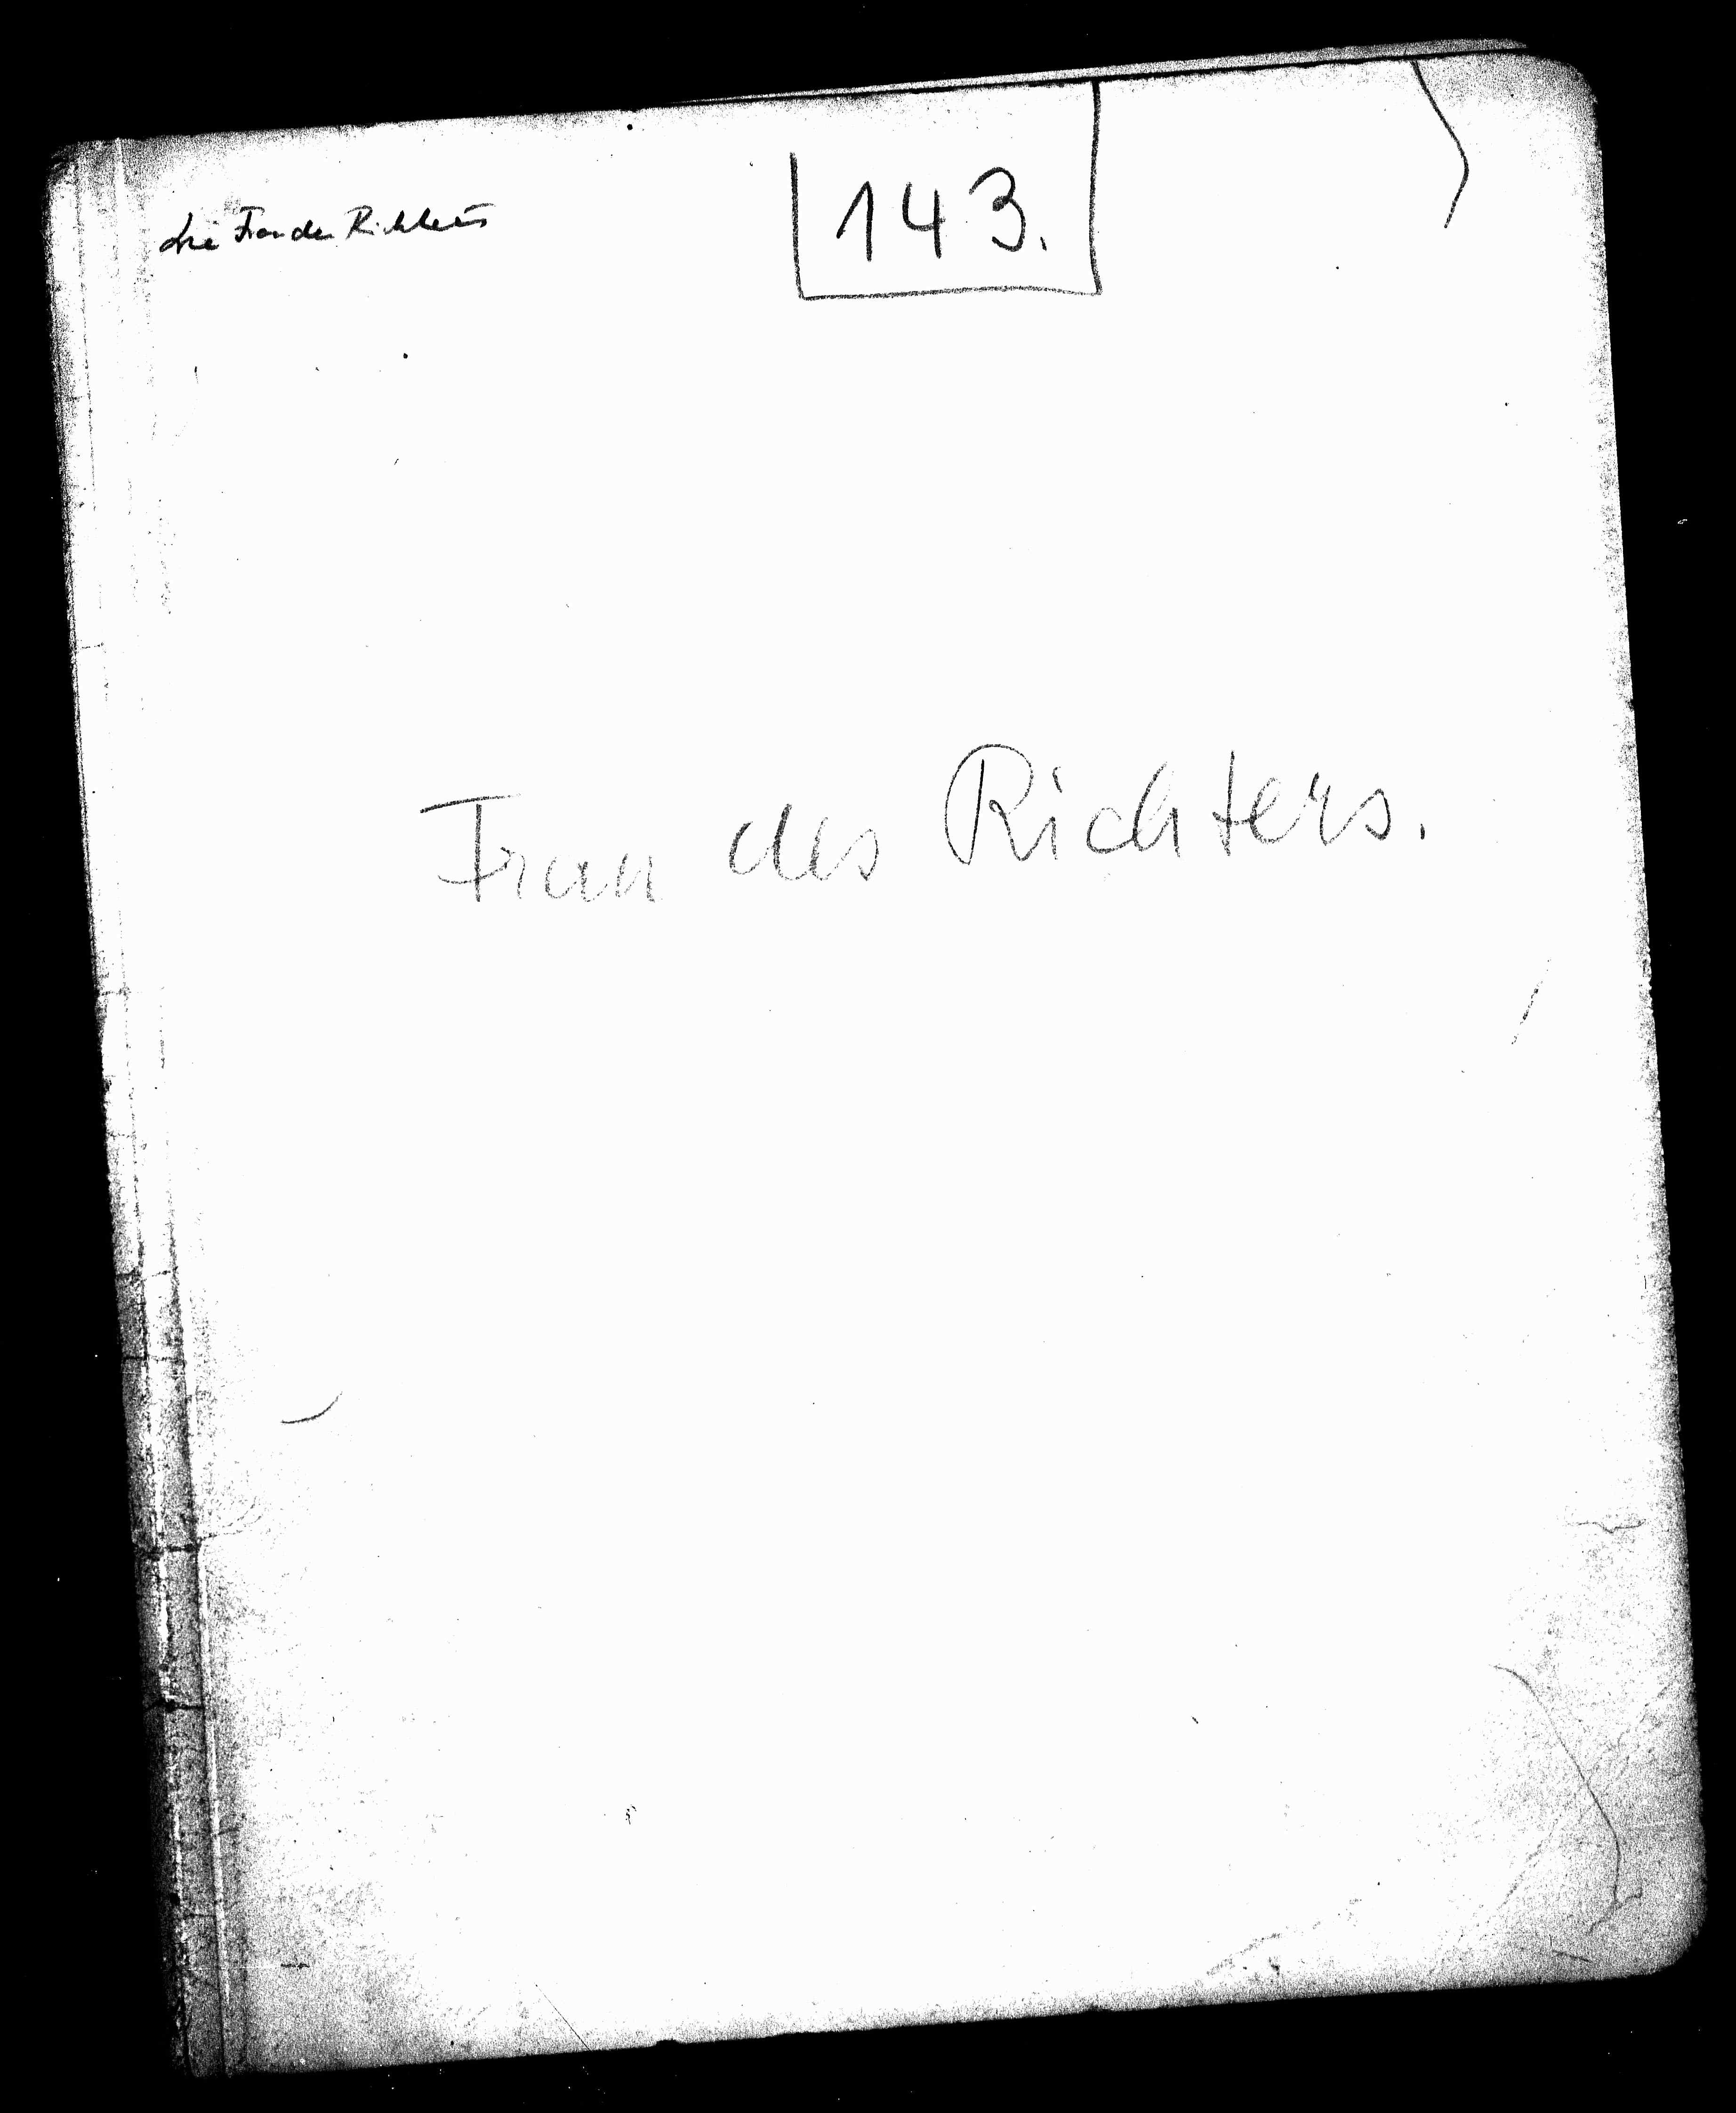 Die Frau des Richters
143.
Frau des Richters.